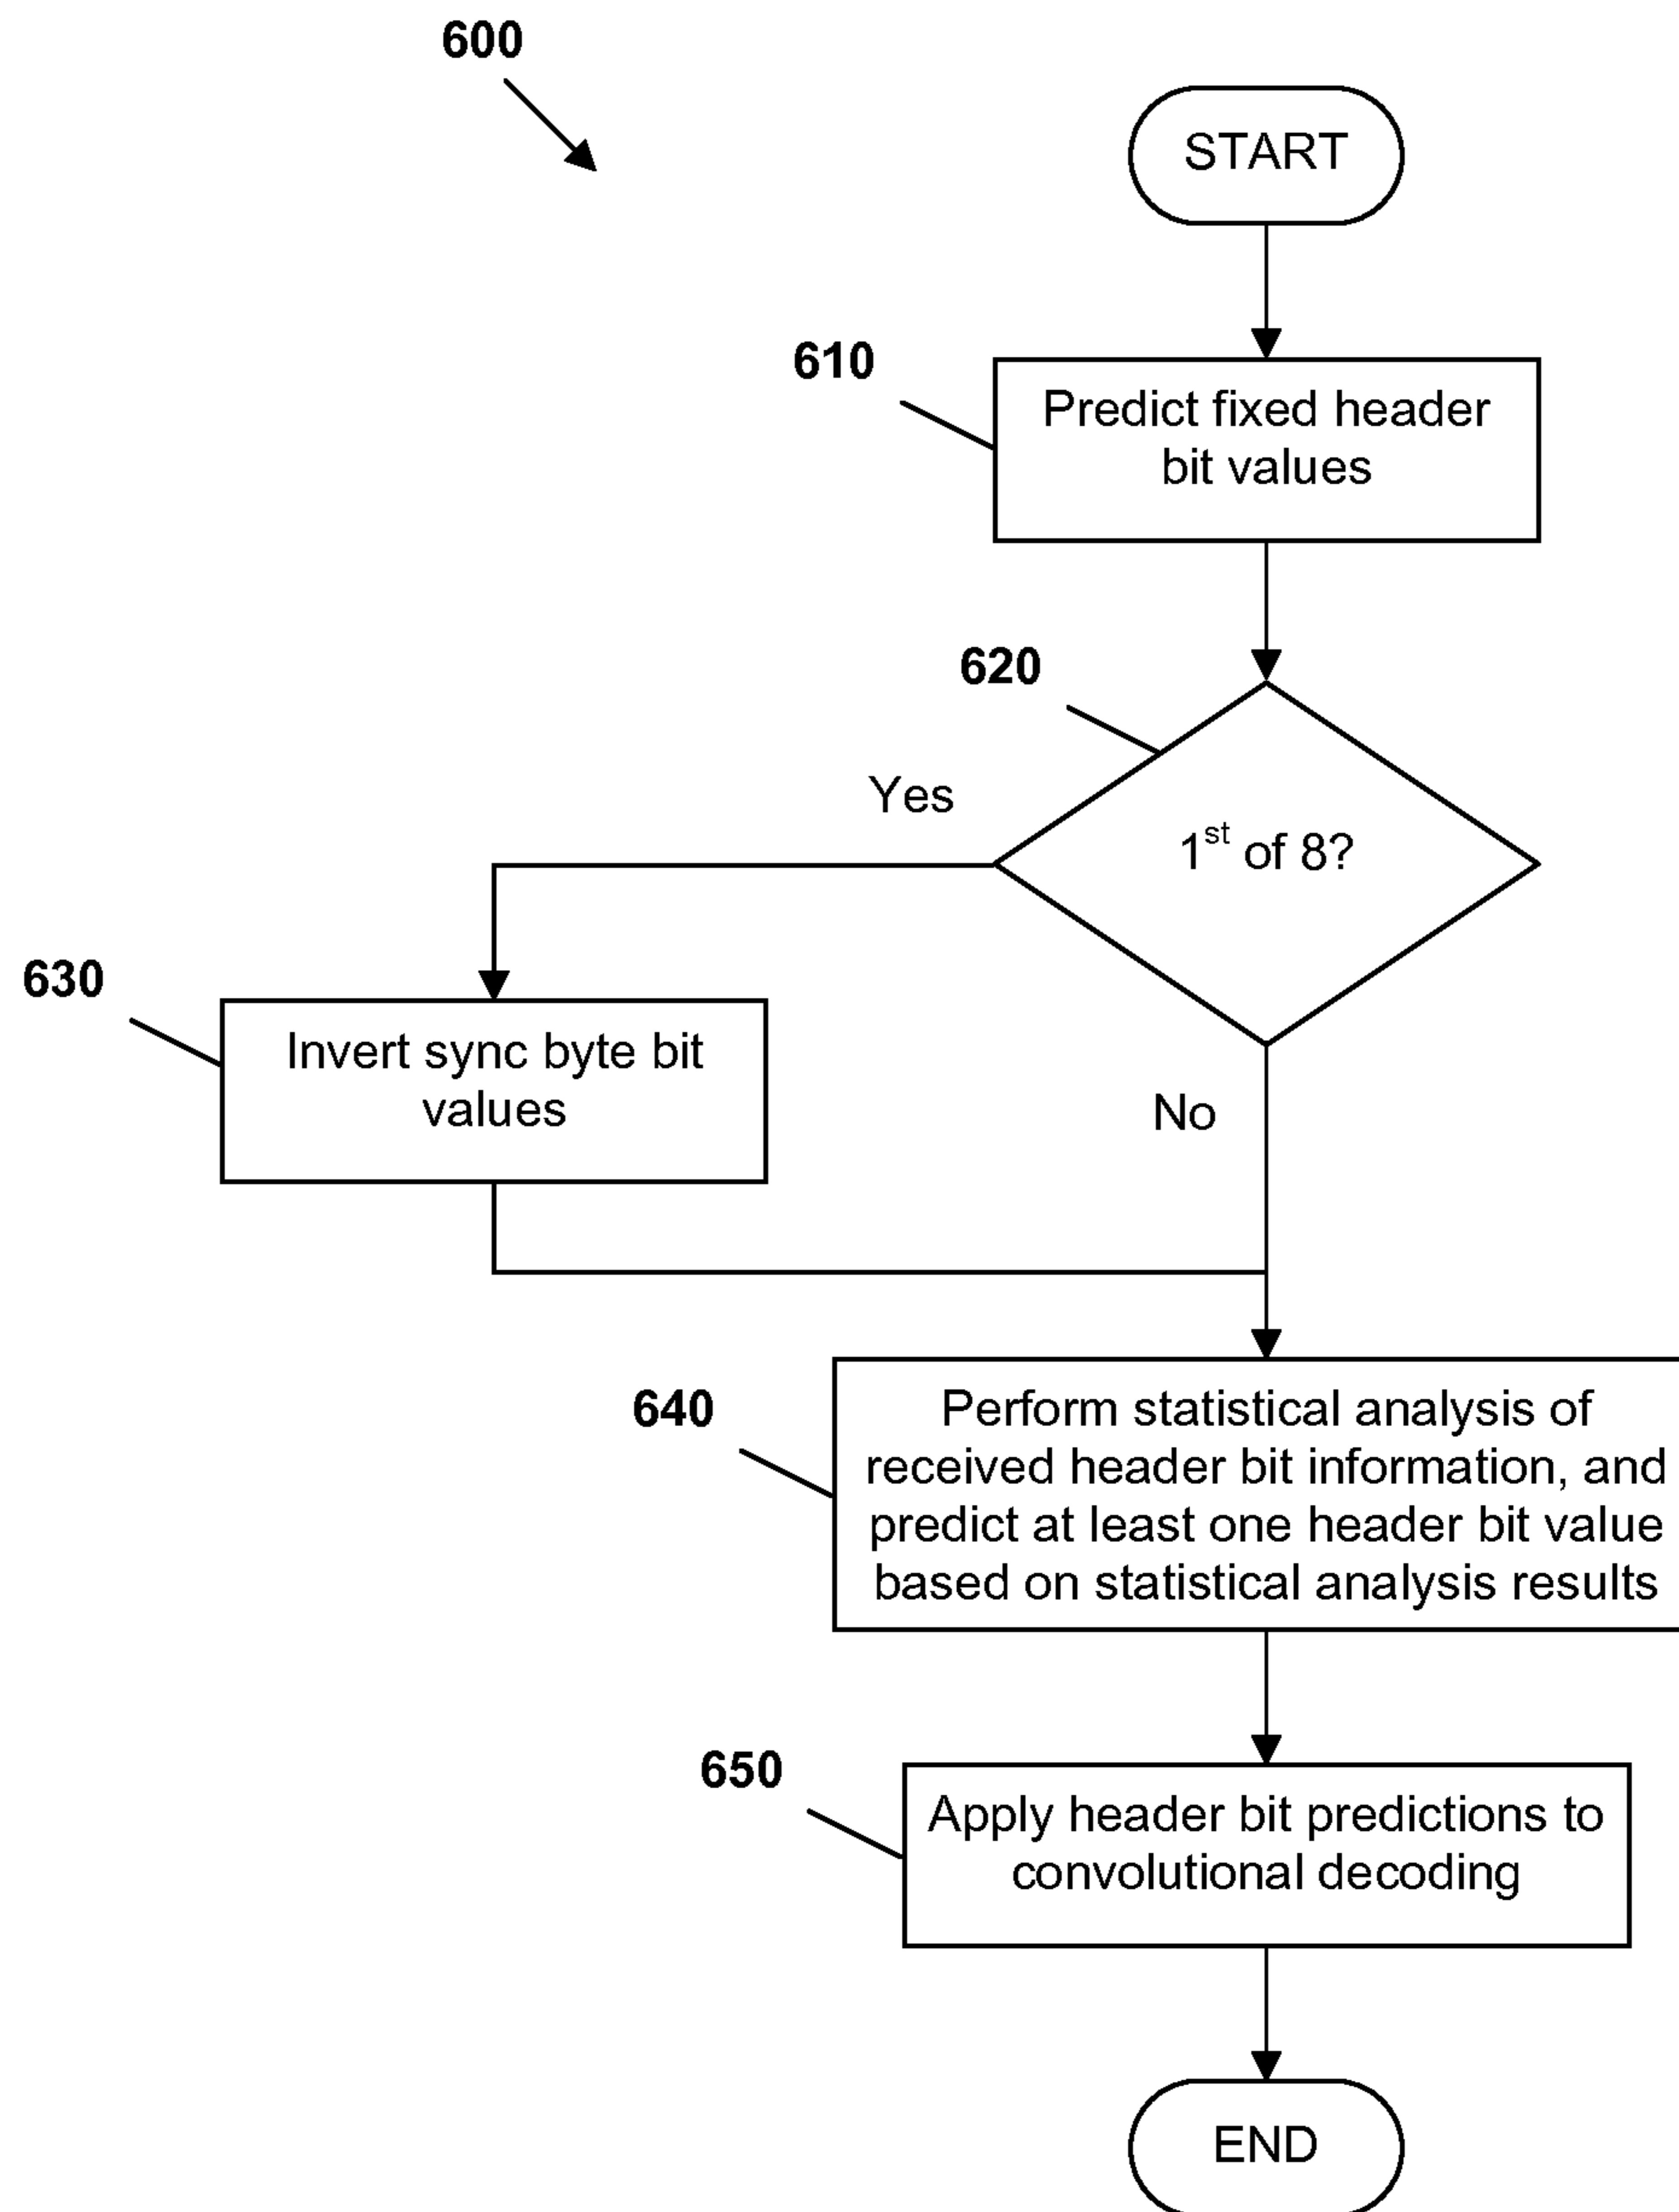 600
START
610
Predict fixed header
bit values
620
Yes
1st of 8?
630
Invert sync byte bit
values
No
640
Perform statistical analysis of
received header bit information, and
predict at least one header bit value
based on statistical analysis results
650
Apply header bit predictions to
convolutional decoding
END